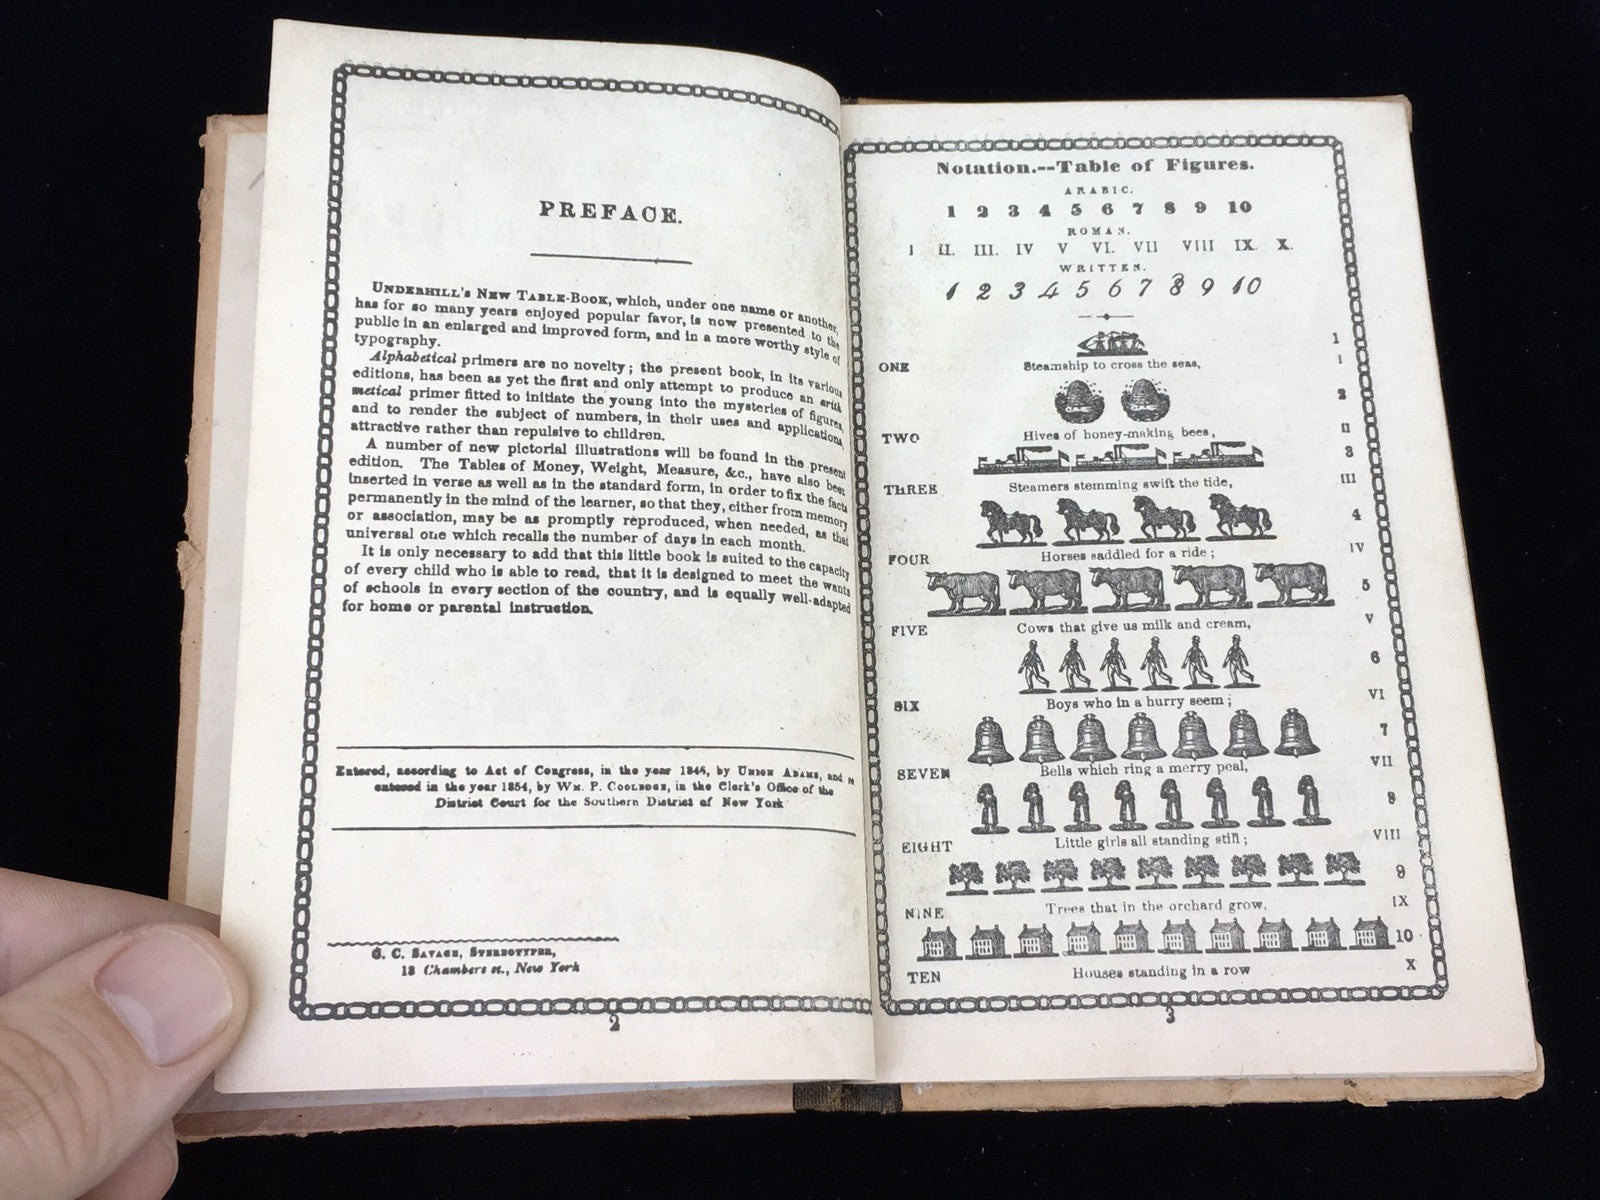 PREFACE.
UNDERHILL'S NEW TABLE-BOOK, which, under one name or another,
has for so many years enjoyed popular favor, is now presented to the
public in an enlarged and improved form, and in a more worthy style of
typography.
Alphabetical primers are no novelty; the present book, in its various
editions, has been as yet the first and only attempt to produce an arith
metical primer fitted to initiate the young into the mysteries of figures,
and to render the subject of numbers, in their uses and applications,
attractive rather than repulsive to children.
A number of new pictorial illustrations will be found in the present
edition. The Tables of Money, Weight, Measure, &c., have also been
inserted in verse as well as in the standard form, in order to fix the facts
permanently in the mind of the learner, so that they, either from memory
or association, may be as promptly reproduced, when needed, as that
universal one which recalls the number of days in each month.
It is only necessary to add that this little book is suited to the capacity
of every child who is able to read, that it is designed to meet the wants
of schools in every section of the country, and is equally well-adapted
for home or parental instruction.
Entered, according to Act of Congress, in the year 1846, by UNION ADAMS, and re
entered in the year 1854, by WM. P. COOLEDGE, in the Clerk's Office of the
District Court for the Southern District of New York
C. C. SAVAGE, STEREOTYPER,
13 Chambers st., New York
2
Notation.--Table of Figures.
ARABIC.
1 2 3 4 5 6 7 8 9 10
ROMAN.
I II. III. IV V VI. VII VIII IX. X.
WRITTEN.
1 2 3 4 5 6 7 8 9 10
1
ONE Steamship to cross the seas, I
2
TWO Hives of honey-making bees, II
3
THREE Steamers stemming swift the tide, III
4
FOUR Horses saddled for a ride; IV
5
FIVE Cows that give us milk and cream, V
6
SIX Boys who in a hurry seem; VI
7
SEVEN Bells which ring a merry peal, VII
8
EIGHT Little girls all standing still; VIII
9
NINE Trees that in the orchard grow, IX
10
TEN Houses standing in a row X
3